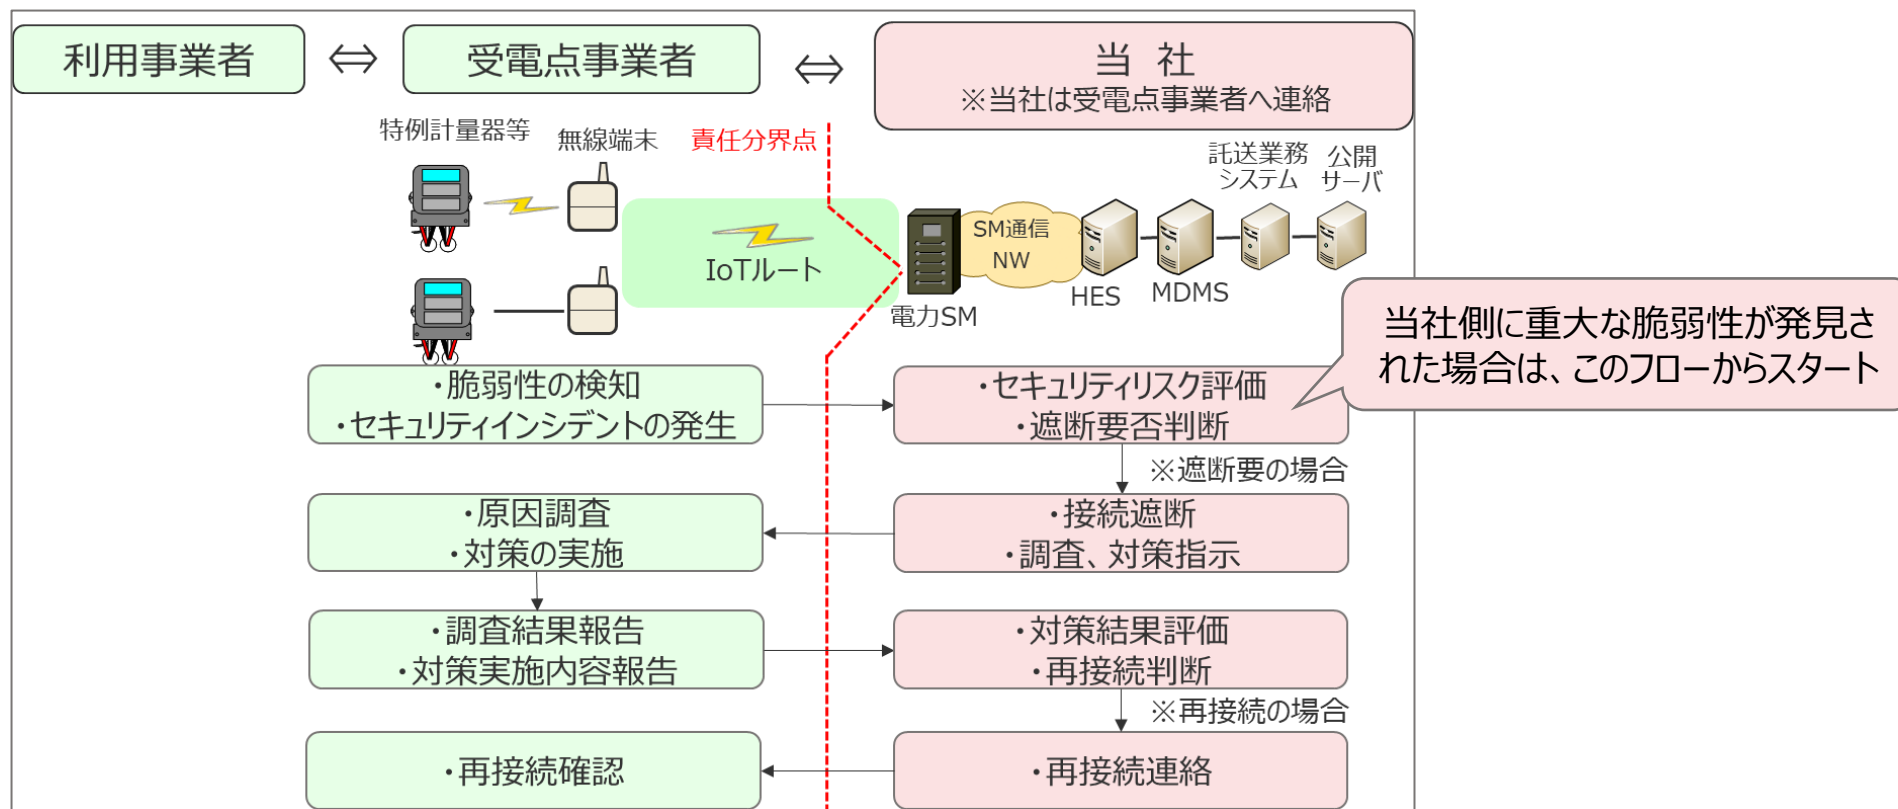 利用事業者
⇔
受電点事業者
⇔
当 社
※当社は受電点事業者へ連絡
特例計量器等
無線端末
責任分界点
託送業務
システム
公開
サーバ
SM通信
NW
IoTルート
電力SM
HES
MDMS
当社側に重大な脆弱性が発見さ
れた場合は、このフローからスタート
・脆弱性の検知
・セキュリティインシデントの発生
・セキュリティリスク評価
・遮断要否判断
※遮断要の場合
・原因調査
・対策の実施
・接続遮断
・調査、対策指示
・調査結果報告
・対策実施内容報告
・対策結果評価
・再接続判断
※再接続の場合
・再接続確認
・再接続連絡